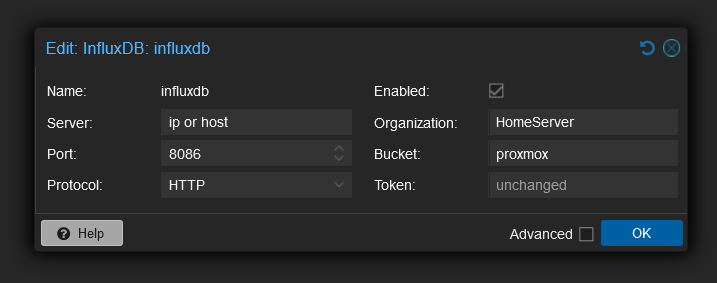 Edit: InfluxDB: influxdb
Name: influxdb Enabled:
Server: ip or host Organization: HomeServer
Port: 8086 Bucket: proxmox
Protocol: HTTP Token: unchanged
? Help Advanced OK